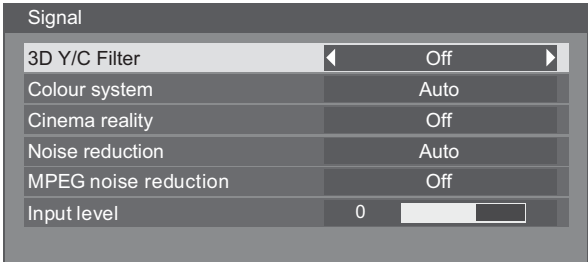 Signal
3D Y/C Filter Off
Colour system Auto
Cinema reality Off
Noise reduction Auto
MPEG noise reduction Off
Input level 0